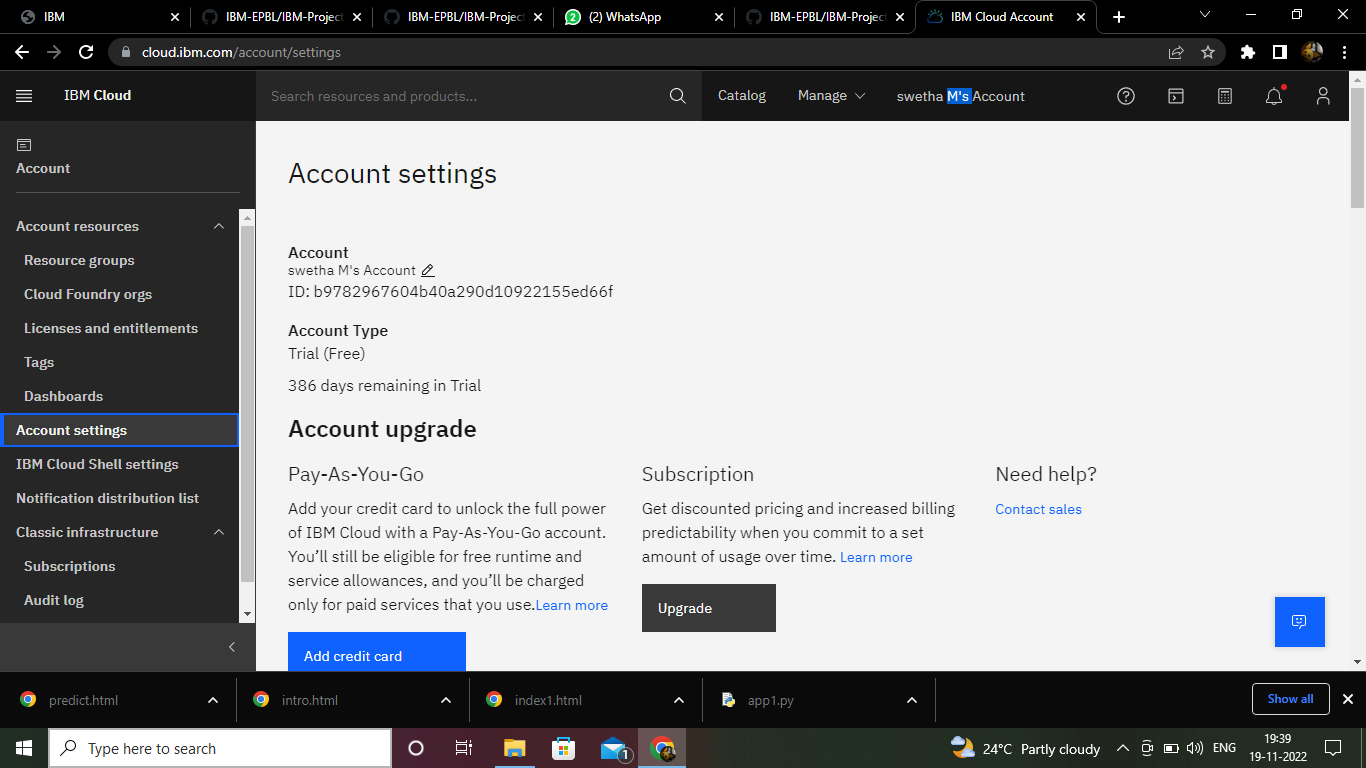 IBM
IBM-EPBL/IBM-Project
IBM-EPBL/IBM-Project
(2) WhatsApp
IBM-EPBL/IBM-Project
IBM Cloud Account
cloud.ibm.com/account/settings
IBM Cloud
Search resources and products...
Catalog
Manage
swetha M's Account
Account
Account resources
Resource groups
Cloud Foundry orgs
Licenses and entitlements
Tags
Dashboards
Account settings
IBM Cloud Shell settings
Notification distribution list
Classic infrastructure
Subscriptions
Audit log
Account settings
Account
swetha M's Account
ID: b9782967604b40a290d10922155ed66f
Account Type
Trial (Free)
386 days remaining in Trial
Account upgrade
Pay-As-You-Go
Add your credit card to unlock the full power
of IBM Cloud with a Pay-As-You-Go account.
You’ll still be eligible for free runtime and
service allowances, and you’ll be charged
only for paid services that you use.Learn more
Add credit card
Subscription
Get discounted pricing and increased billing
predictability when you commit to a set
amount of usage over time. Learn more
Upgrade
Need help?
Contact sales
predict.html
intro.html
index1.html
app1.py
Show all
Type here to search
1
24°C Partly cloudy
ENG
19:39
19-11-2022